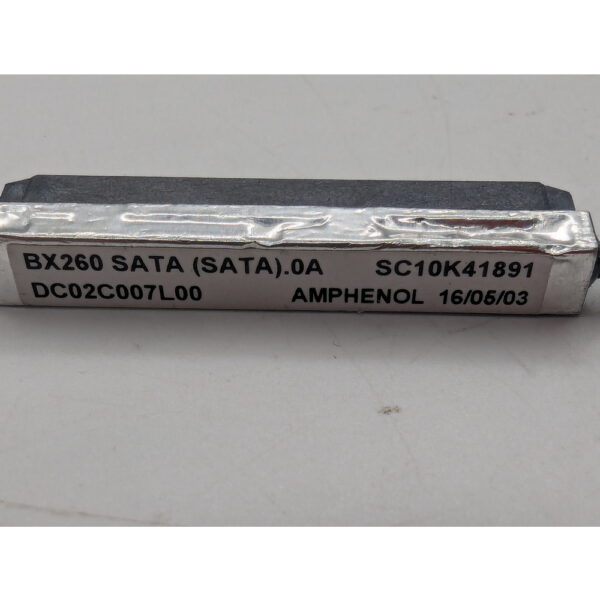 BX260 SATA (SATA).0A SC10K41891
DC02C007L00 AMPHENOL 16/05/03